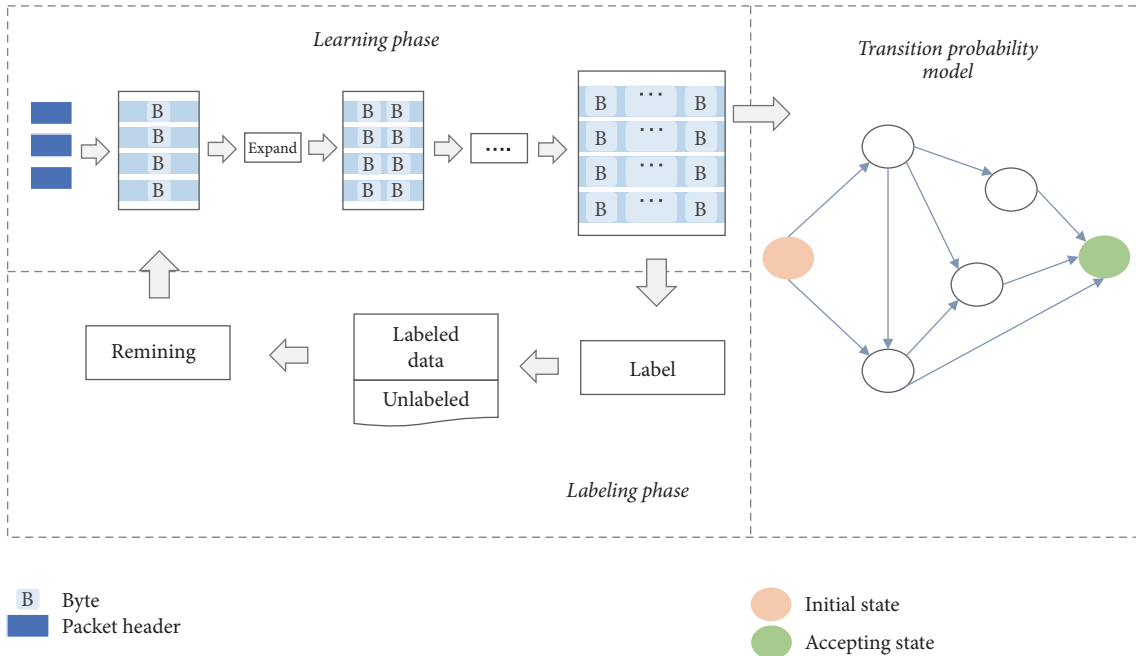 Learning phase
Transition probability
model
B
B
B
B
Expand
B B
B B
B B
B B
....
B ... B
B ... B
B ... B
B ... B
Remining
Labeled
data
Unlabeled
Label
Labeling phase
B Byte
Packet header
Initial state
Accepting state